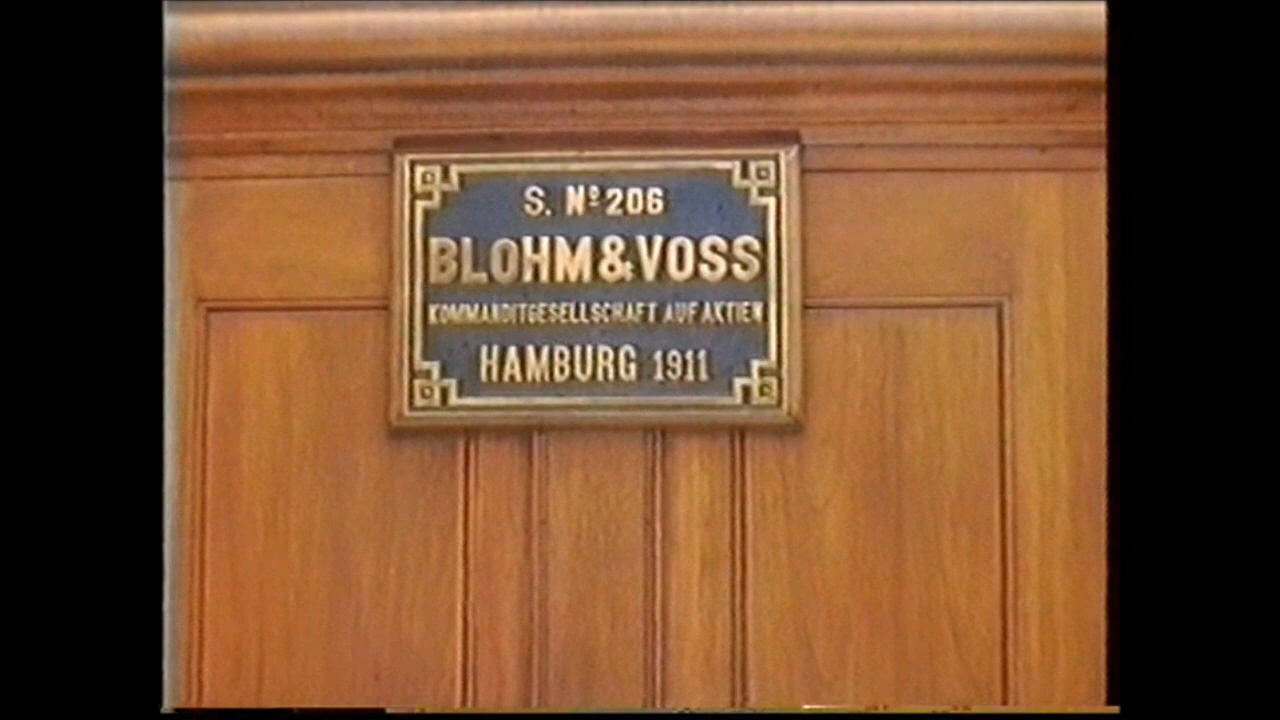 S. Nº 206
BLOHM & VOSS
KOMMANDITGESELLSCHAFT AUF AKTIEN
HAMBURG 1911